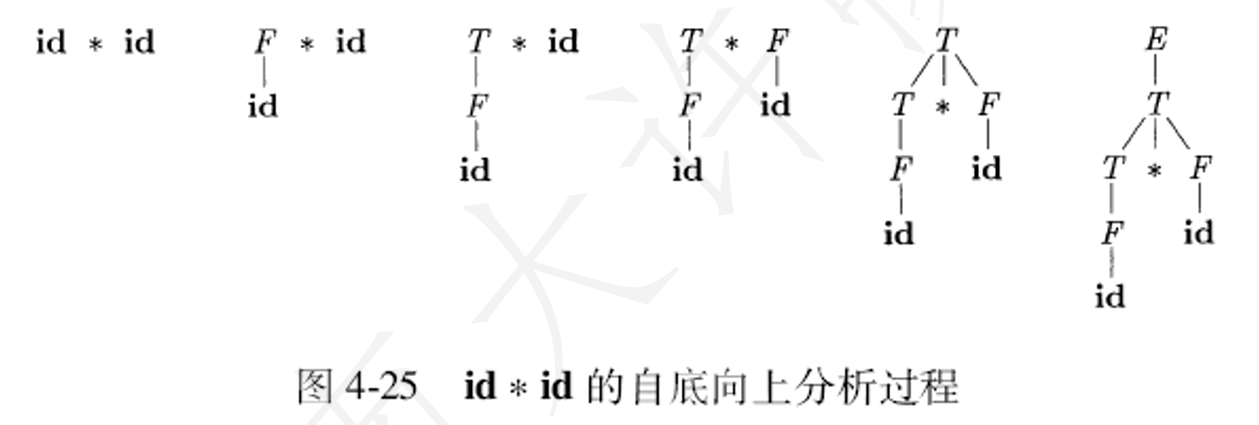 id * id F * id T * id T * F T E
id F id T * F T
id F id T * F
id F id T * F
id F id
id
图 4-25 id * id 的自底向上分析过程